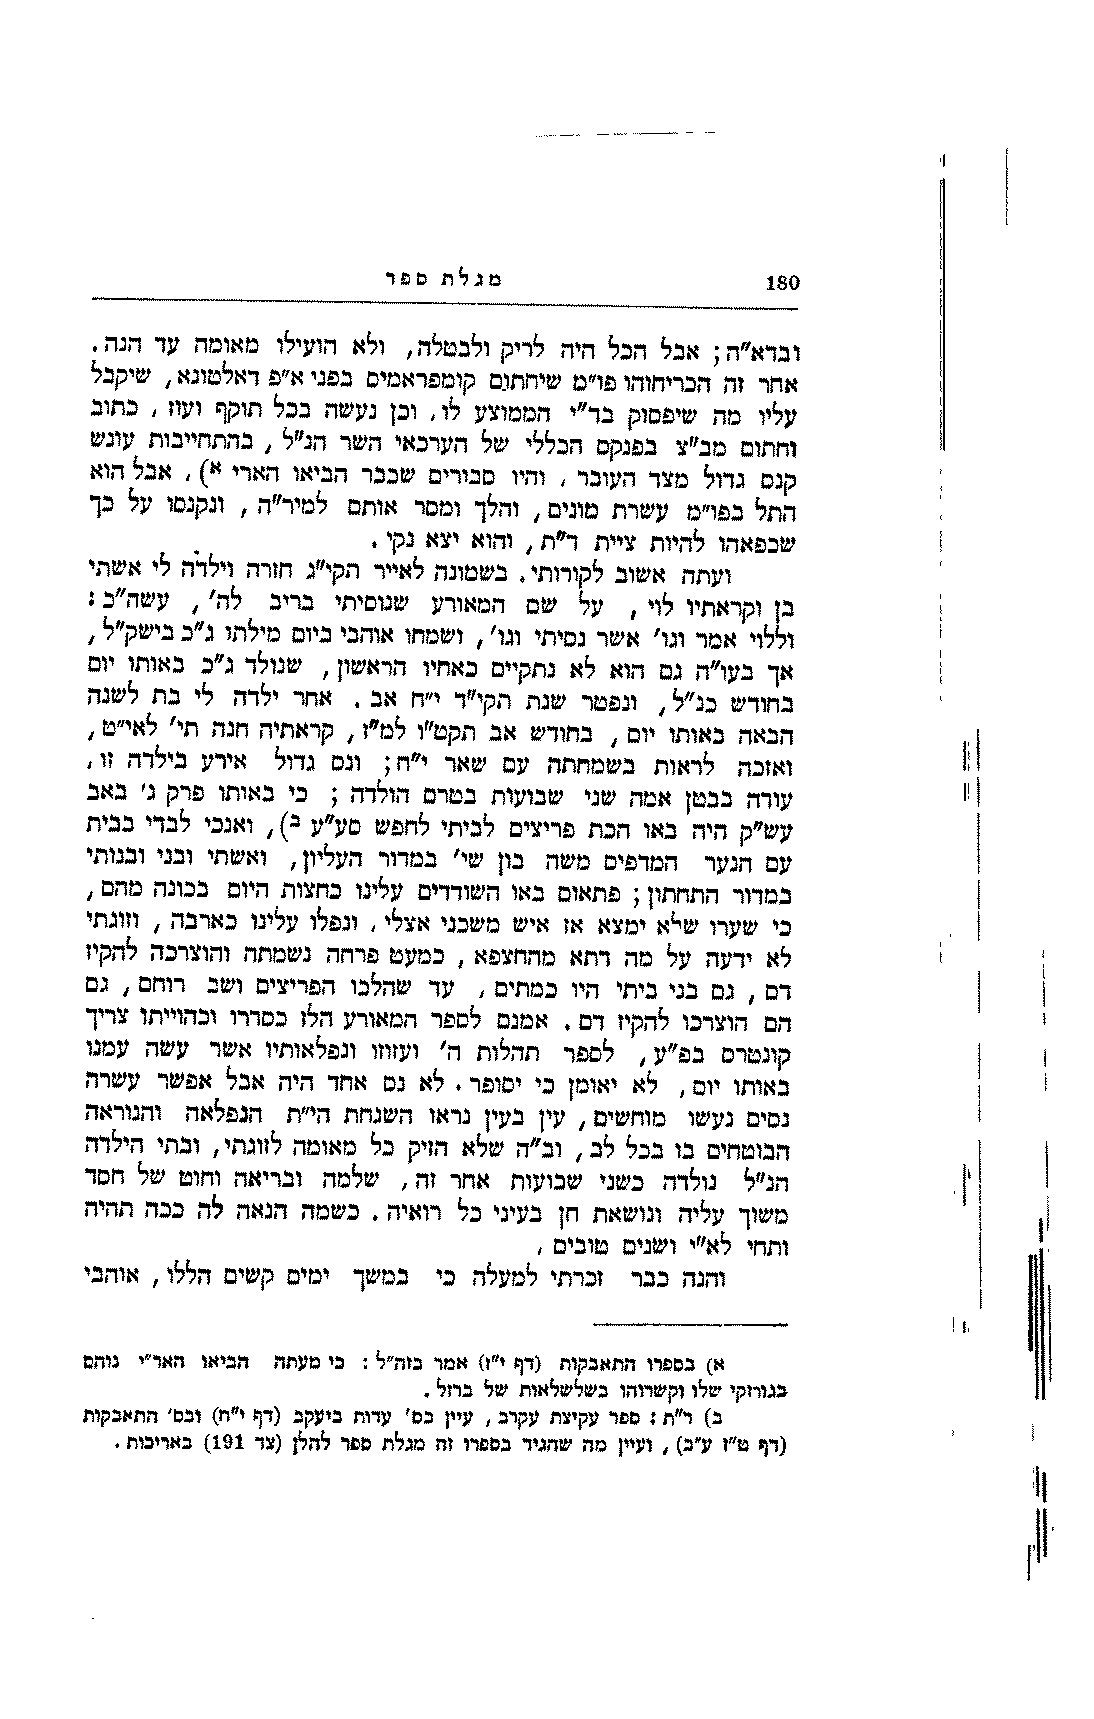 180
מגלת ספר
ובדא"ה; אבל הכל היה לריק ולבטלה, ולא הועילו מאומה עד הנה.
אחר זה הכריחוהו פו"מ שיחתום קומפראמים בפני א"פ דאלטונא, שיקבל
עליו מה שיפסוק בד"י הממוצע לו, וכן נעשה בכל תוקף ועוז, כתוב
וחתום מב"צ בפנקס הכללי של הערכאי השר הנ"ל, בהתחייבות עונש
קנס גדול מצד העובר, והיו סבורים שכבר הביאו הארי א), אבל הוא
התל בפו"מ עשרת מונים, והלך ומסר אותם למיר"ה, ונקנסו על כך
שכפאהו להיות ציית ד"ת, והוא יצא נקי.
ועתה אשוב לקורותי. בשמונה לאייר התקי"ג חזרה וילדה לי אשתי
בן וקראתיו לוי, על שם המאורע שנוסיתי בריב לה', עשה"כ:
וללוי אמר וגו' אשר נסיתי וגו', ושמחו אוהבי ביום מילתו ג"כ בישק"ל,
אך בעו"ה גם הוא לא נתקיים כאחיו הראשון, שנולד ג"כ באותו יום
בחודש כנ"ל, ונפטר שנת תקי"ד י"ח אב. אחר ילדה לי בת לשנה
הבאה באותו יום, בחודש אב תקט"ו למ"ז, קראתיה חנה תי' לאי"ט,
ואזכה לראות בשמחתה עם שאר י"ח; ונס גדול אירע בילדה זו,
עודה בבטן אמה שני שבועות בטרם הולדה; כי באותו פרק ג' באב
עש"ק היה באו הכת פריצים לביתי לחפש סע"ע ב), ואנכי לבדי בבית
עם הנער המדפיס משה בון שי' במדור העליון, ואשתי ובני ובנותי
במדור התחתון; פתאום באו השודדים עלינו כחצות היום בכונה מהם,
כי שערו שלא ימצא אז איש משכני אצלי, ונפלו עלינו כארבה, וזוגתי
לא ידעה על מה דתא מהחצפא, כמעט פרחה נשמתה והוצרכה להקיז
דם, גם בני ביתי היו כמתים, עד שהלכו הפריצים ושב רוחם, גם
הם הוצרכו להקיז דם. אמנם לספר המאורע הלז כסדרו וכהוייתו צריך
קונטרס בפ"ע, לספר תהלות ה' ועזוזו ונפלאותיו אשר עשה עמנו
באותו יום, לא יאומן כי יסופר. לא נס אחד היה אבל אפשר עשרה
נסים נעשו מוחשים, עין בעין נראו השגחת הי"ת הנפלאה והנוראה
הבוטחים בו בכל לב, וב"ה שלא הזיק כל מאומה לזוגתי, ובתי הילדה
הנ"ל נולדה כשני שבועות אחר זה, שלמה ובריאה וחוט של חסד
משוך עליה ונושאת חן בעיני כל רואיה. כשמה הנאה לה ככה תהיה
ותחי לא"י ושנים טובים,
והנה כבר זכרתי למעלה כי במשך ימים קשים הללו, אוהבי
א) בספרו התאבקות (דף י"ז) אמר בזה"ל: כי מעתה הביאו האר"י נוהם
בגורזקי שלו וקשרוהו בשלשלאות של ברזל.
ב) ר"ת: ספר עקיצת עקרב, עיין בס' עדות ביעקב (דף י"ח) ובס' התאבקות
(דף ט"ז ע"ב), ועיין מה שהגיד בספרו זה מגלת ספר להלן (צד 191) באריכות.